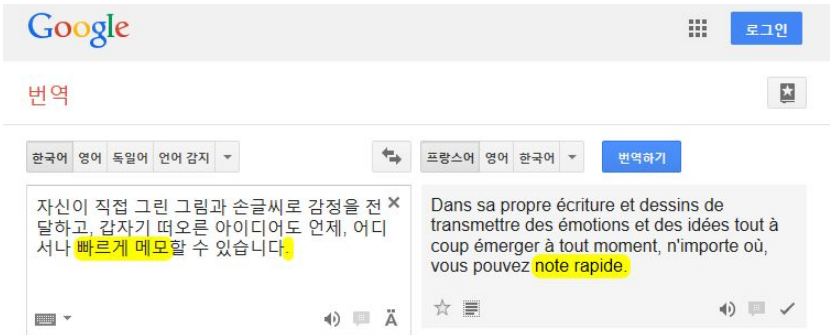 Google
로그인
번역
한국어 영어 독일어 언어 감지
프랑스어 영어 한국어 번역하기
자신이 직접 그린 그림과 손글씨로 감정을 전
달하고, 갑자기 떠오른 아이디어도 언제, 어디
서나 빠르게 메모할 수 있습니다.
Ä
Dans sa propre écriture et dessins de
transmettre des émotions et des idées tout à
coup émerger à tout moment, n'importe où,
vous pouvez note rapide.